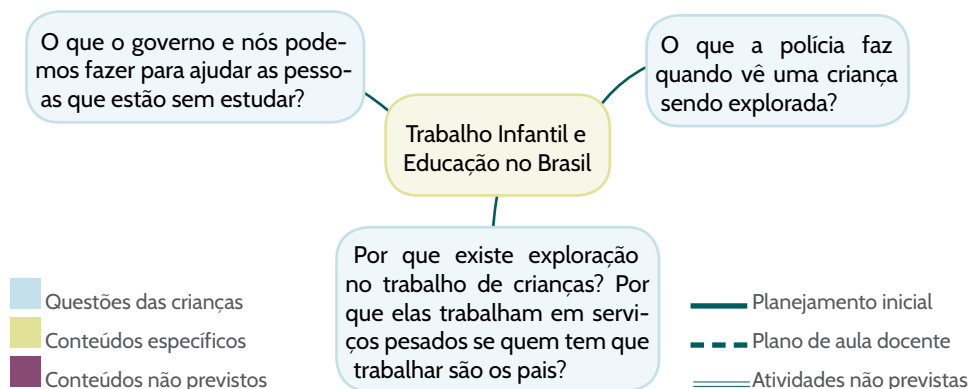 O que o governo e nós pode-
mos fazer para ajudar as pesso-
as que estão sem estudar?
O que a polícia faz
quando vê uma criança
sendo explorada?
Trabalho Infantil e
Educação no Brasil
Por que existe exploração
no trabalho de crianças? Por
que elas trabalham em servi-
ços pesados se quem tem que
trabalhar são os pais?
Questões das crianças
Conteúdos específicos
Conteúdos não previstos
Planejamento inicial
Plano de aula docente
Atividades não previstas